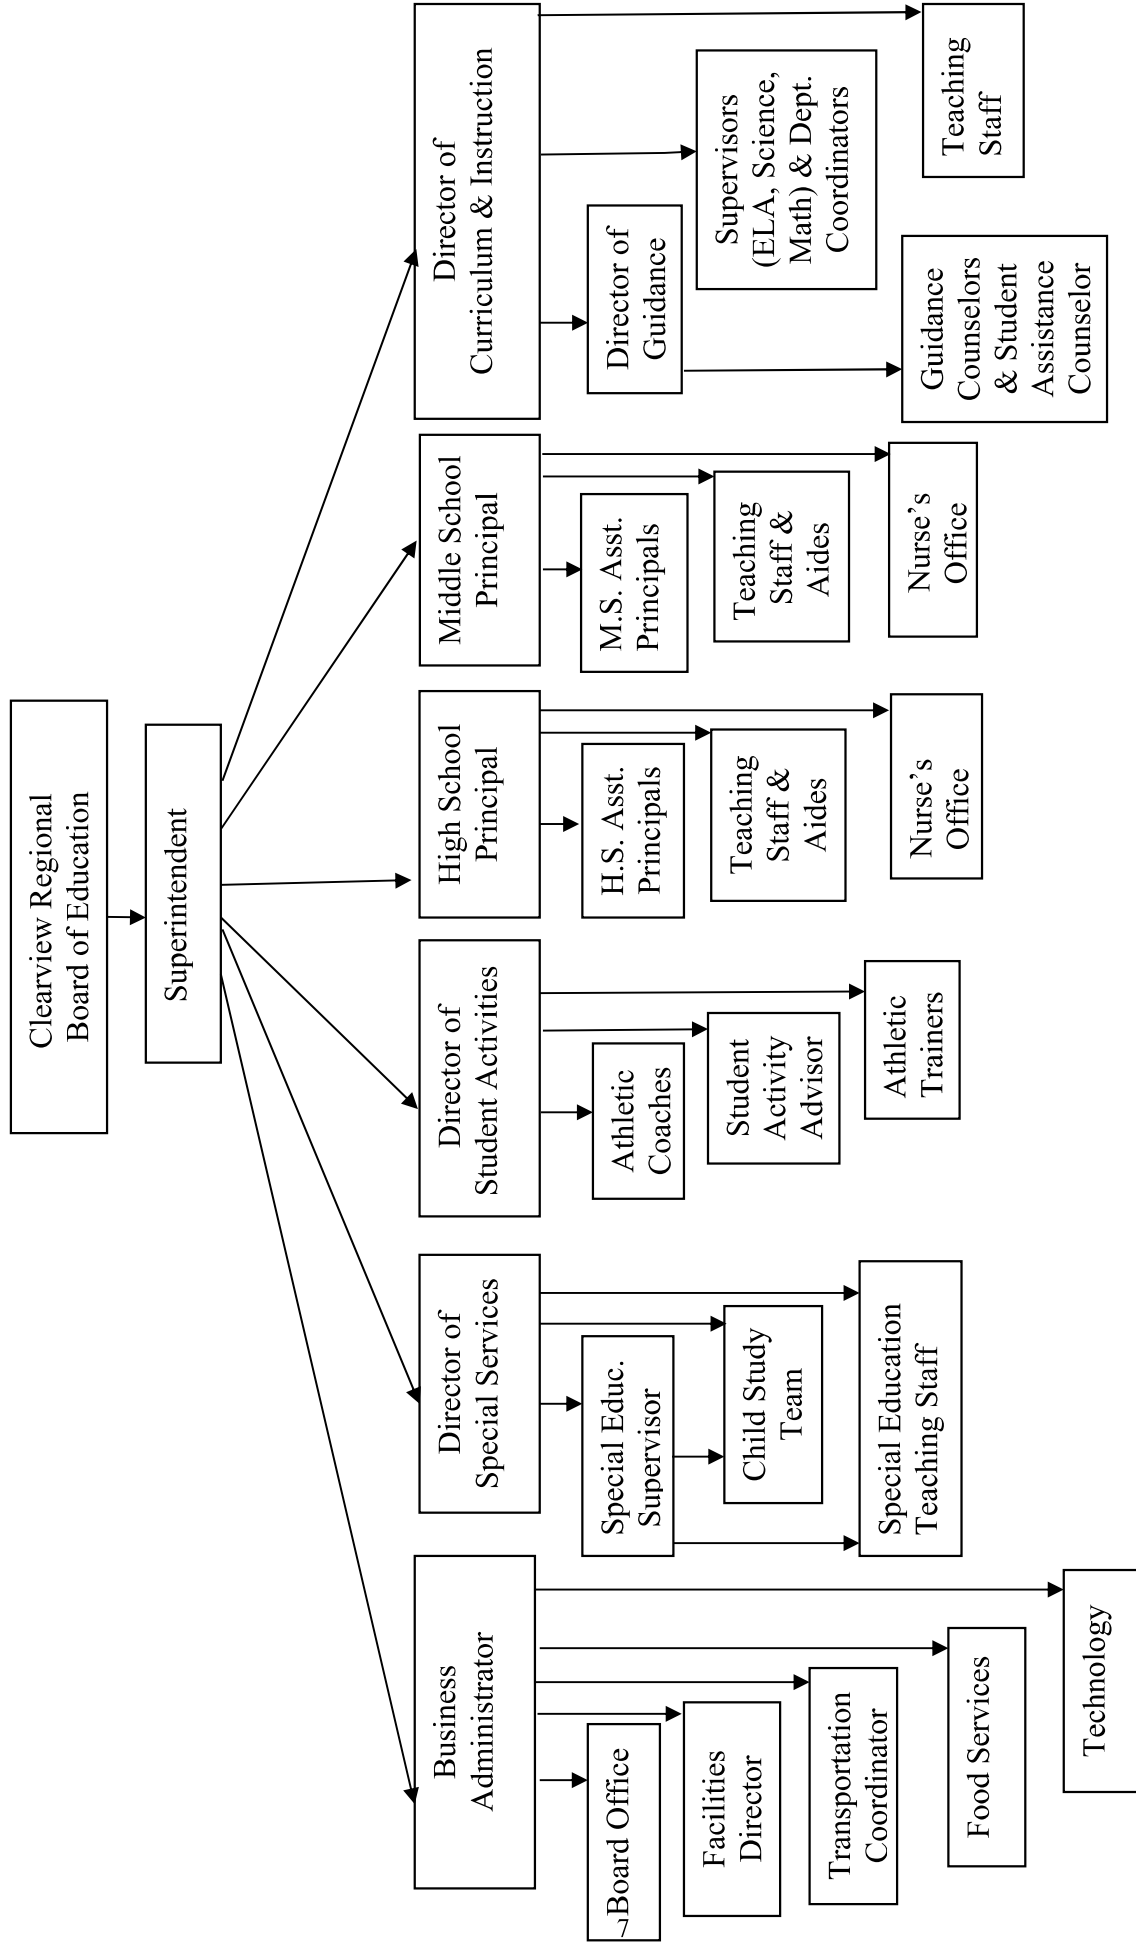 Clearview Regional
Board of Education
Superintendent
Business
Administrator
Board Office
Facilities
Director
Transportation
Coordinator
Food Services
Technology
Director of
Special Services
Special Educ.
Supervisor
Child Study
Team
Special Education
Teaching Staff
Director of
Student Activities
Athletic
Coaches
Student
Activity
Advisor
Athletic
Trainers
High School
Principal
H.S. Asst.
Principals
Teaching
Staff &
Aides
Nurse’s
Office
Middle School
Principal
M.S. Asst.
Principals
Teaching
Staff &
Aides
Nurse’s
Office
Director of
Curriculum & Instruction
Director of
Guidance
Guidance
Counselors
& Student
Assistance
Counselor
Supervisors
(ELA, Science,
Math) & Dept.
Coordinators
Teaching
Staff
7